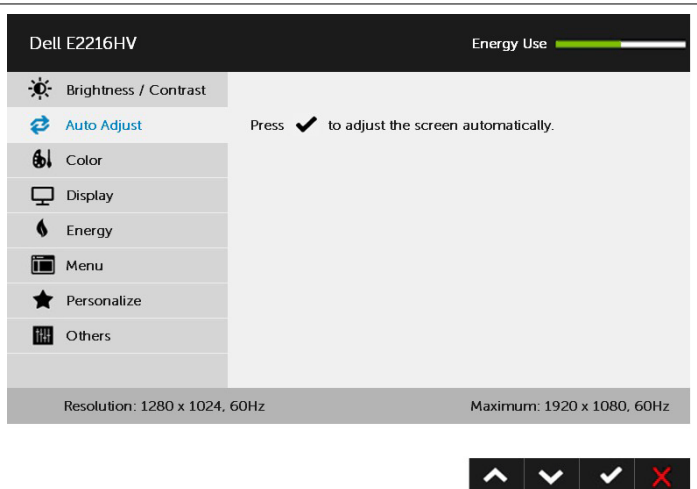 Dell E2216HV
Energy Use
Brightness / Contrast
Auto Adjust
Press ✔ to adjust the screen automatically.
Color
Display
Energy
Menu
Personalize
Others
Resolution: 1280 x 1024, 60Hz
Maximum: 1920 x 1080, 60Hz